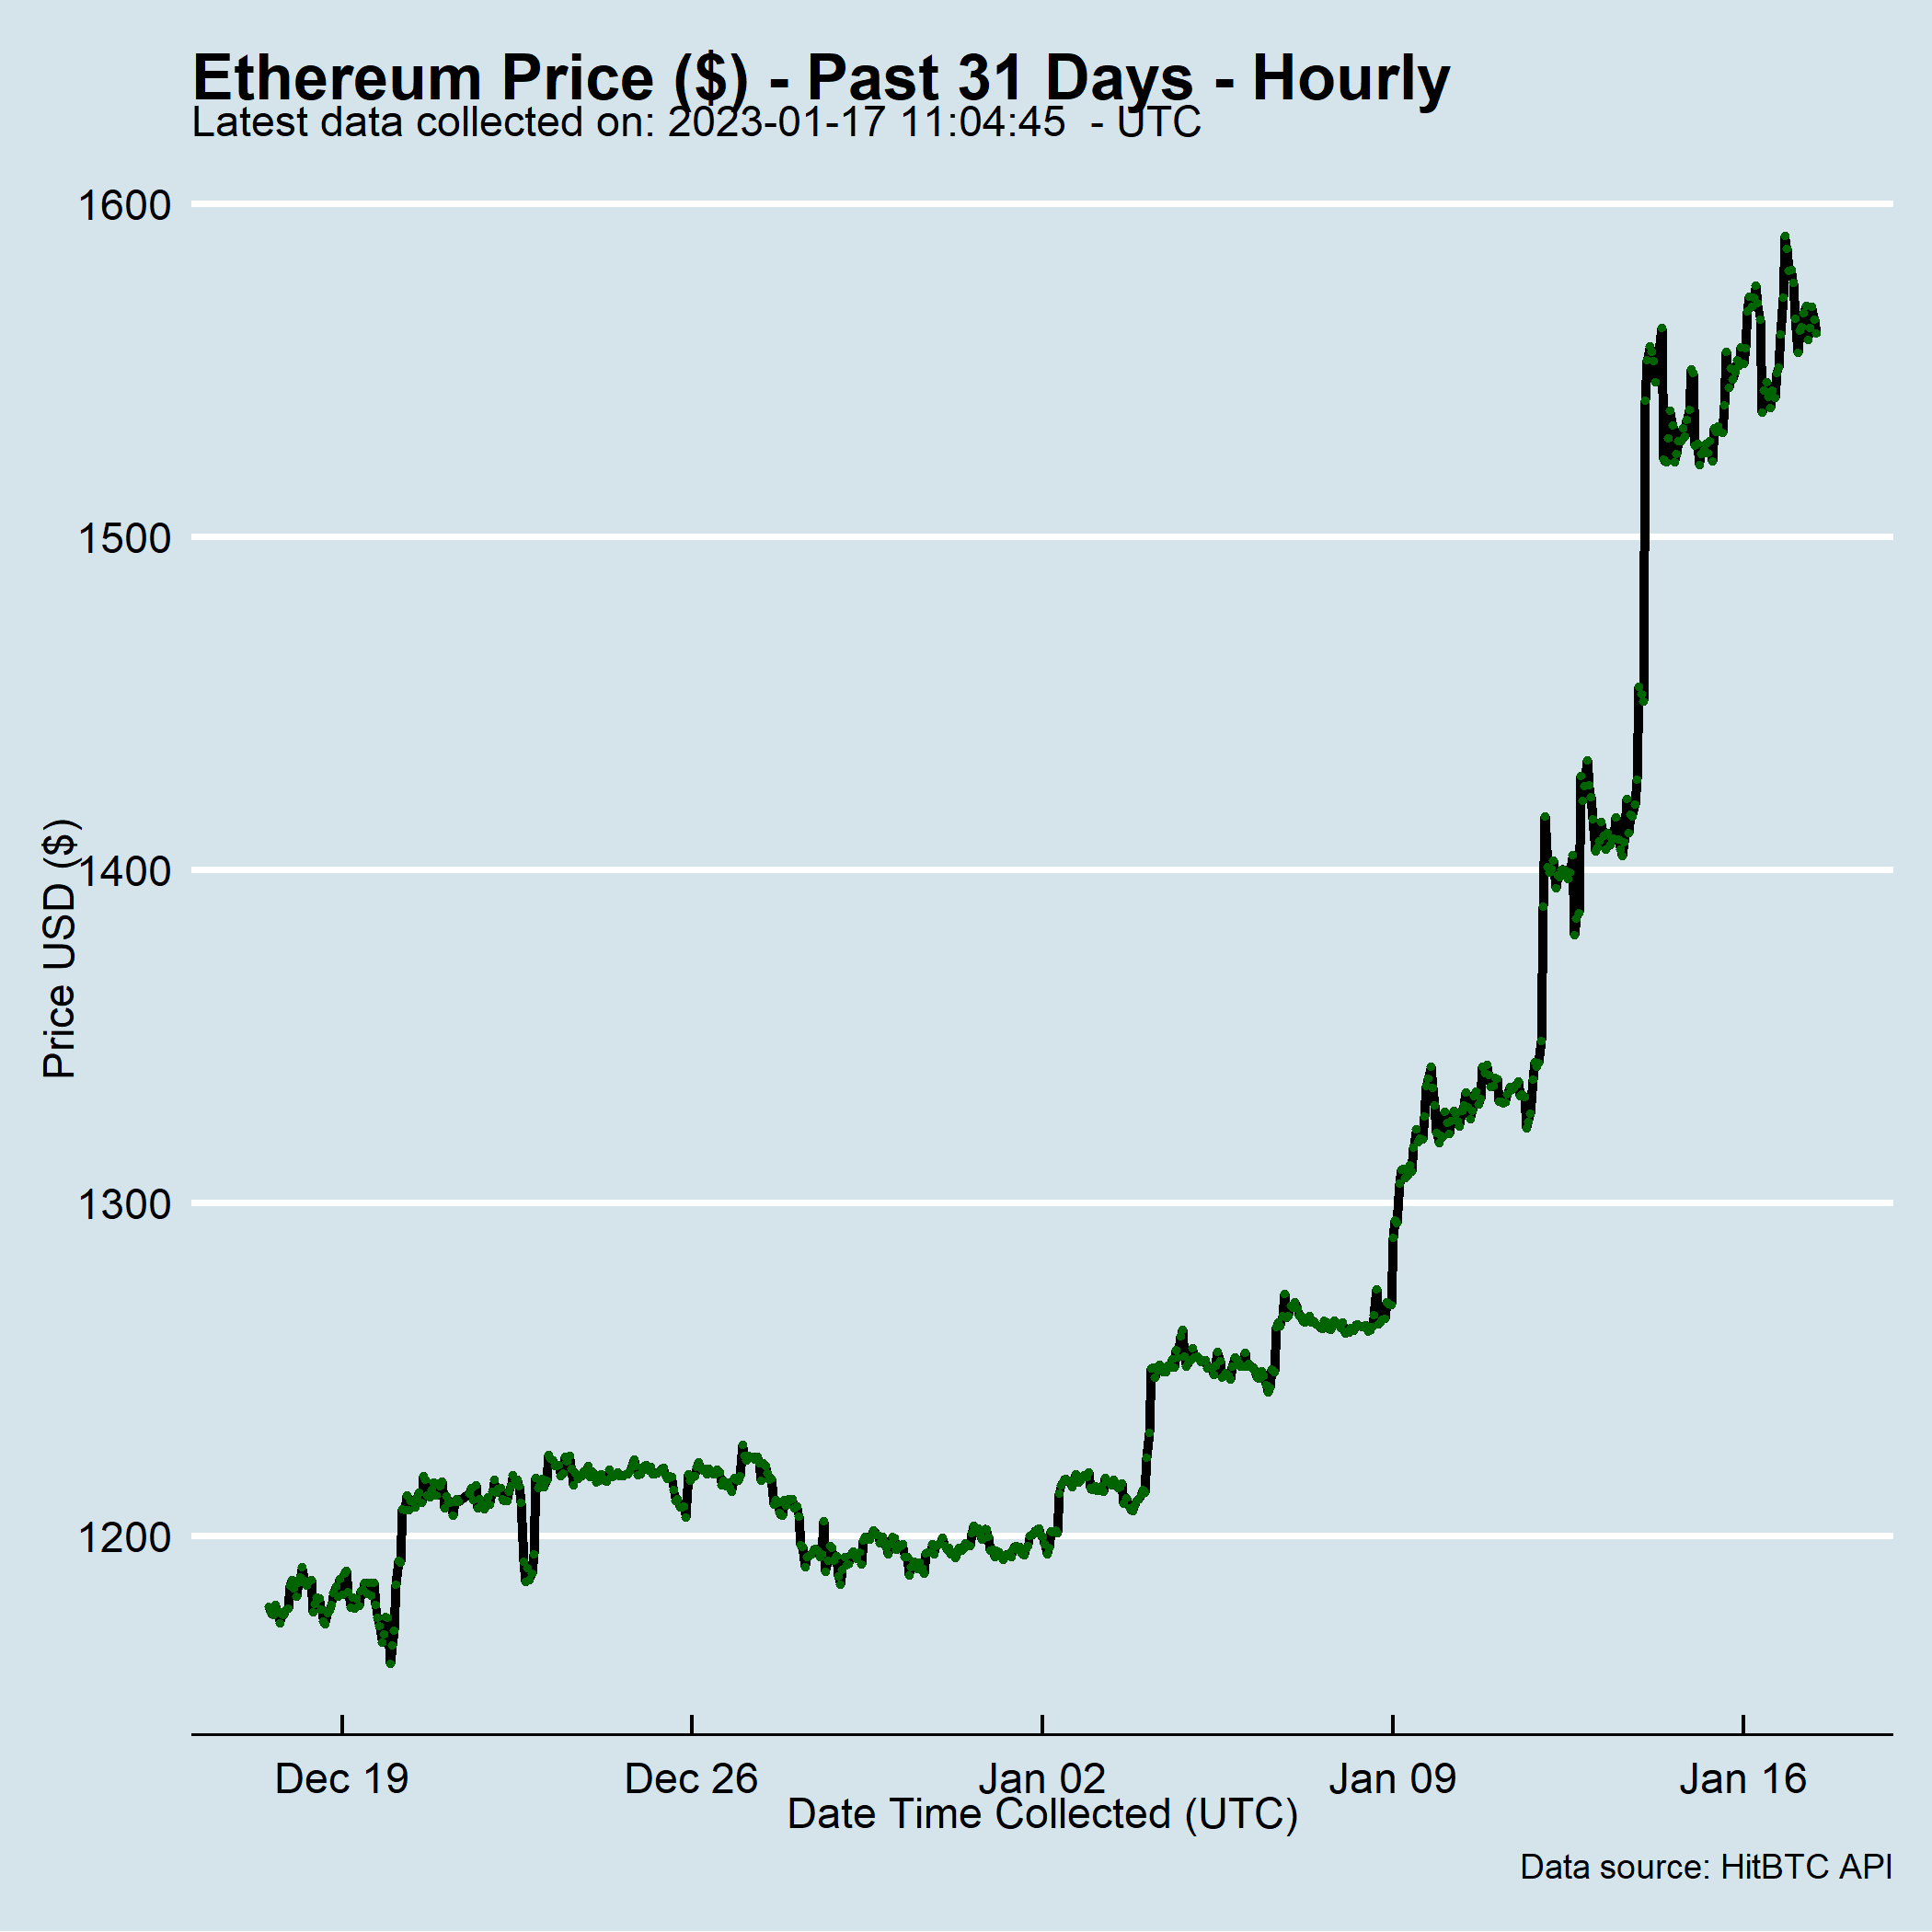 Ethereum Price ($) - Past 31 Days - Hourly
Latest data collected on: 2023-01-17 11:04:45  - UTC
1600
1500
1400
1300
1200
Price USD ($)
Dec 19
Dec 26
Jan 02
Jan 09
Jan 16
Date Time Collected (UTC)
Data source: HitBTC API